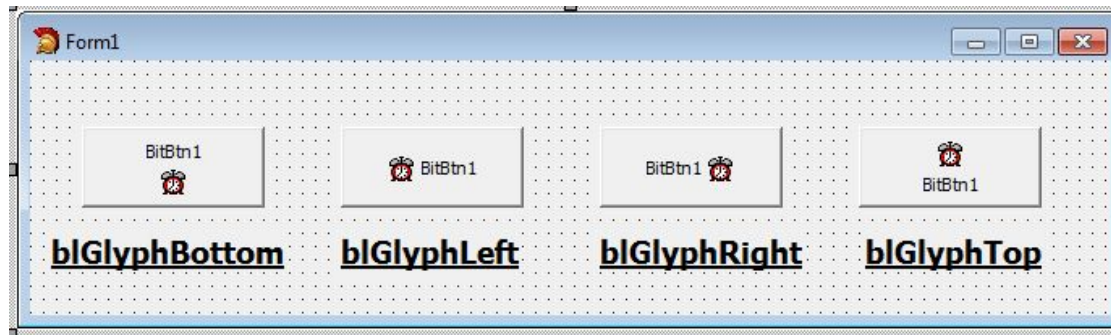 Form1
BitBtn1
BitBtn1
BitBtn1
BitBtn1
blGlyphBottom
blGlyphLeft
blGlyphRight
blGlyphTop